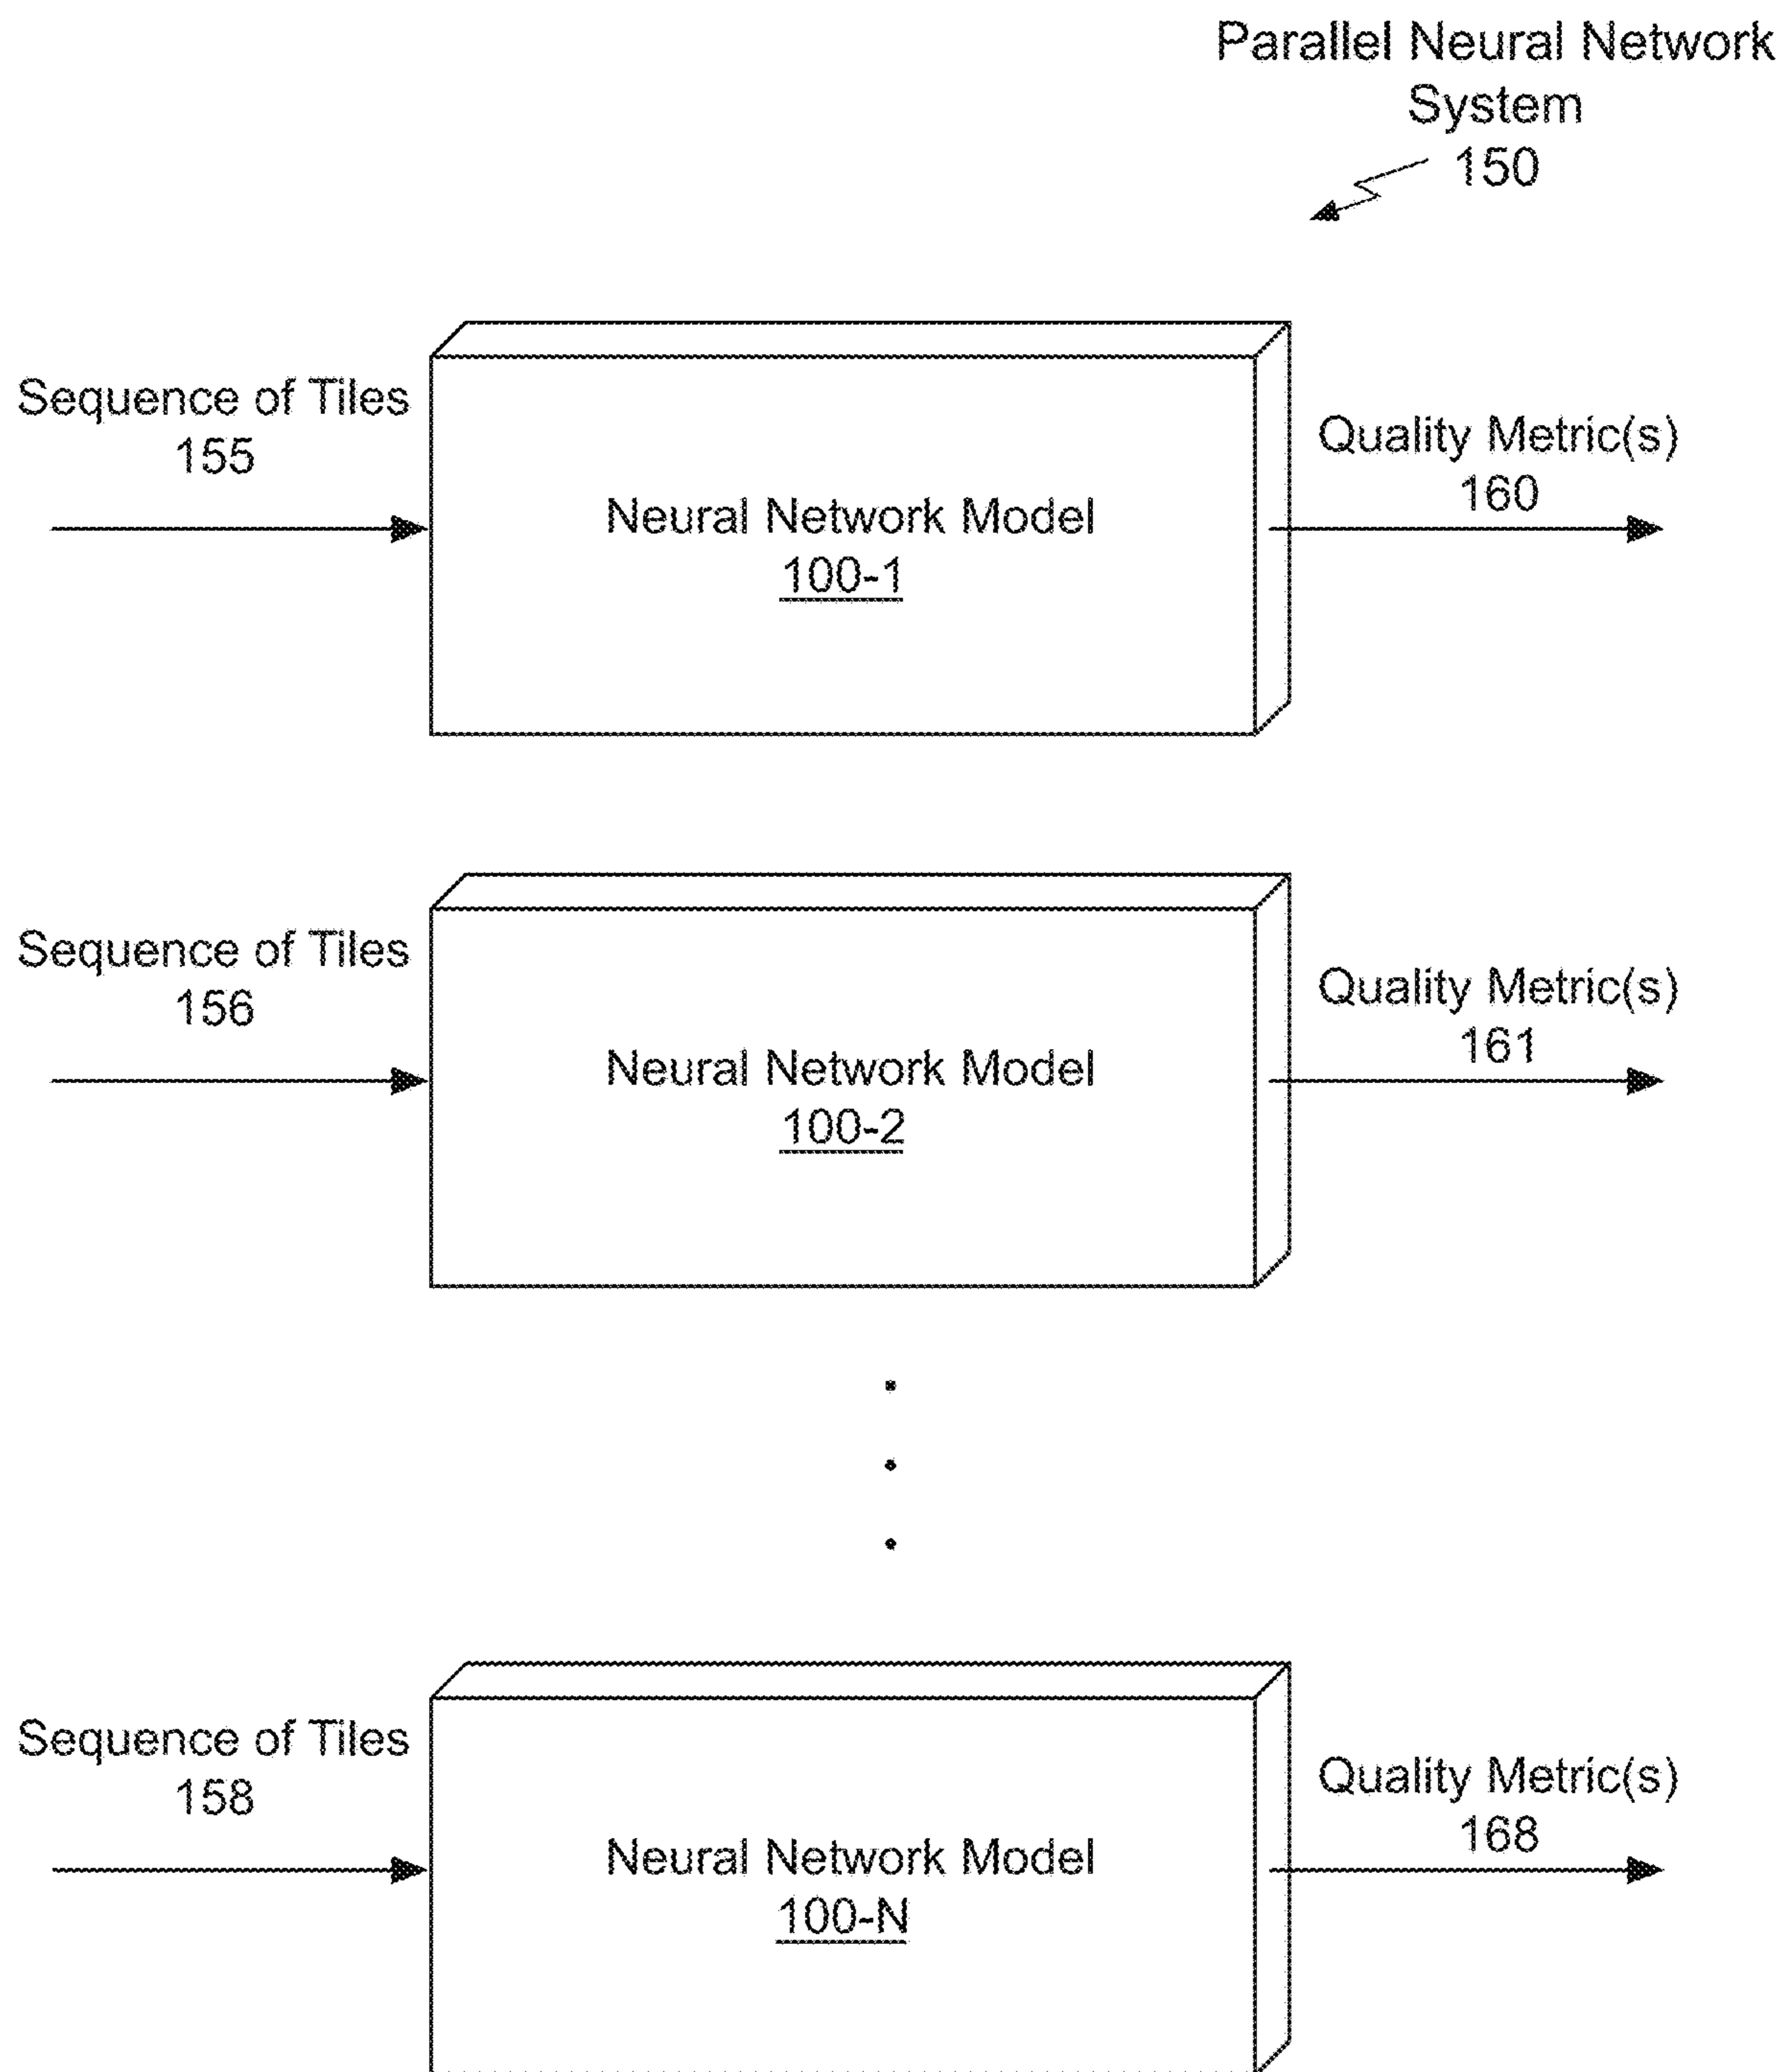 Parallel Neural Network
System
150
Sequence of Tiles
155
Neural Network Model
100-1
Quality Metric(s)
160
Sequence of Tiles
156
Neural Network Model
100-2
Quality Metric(s)
161
Sequence of Tiles
158
Neural Network Model
100-N
Quality Metric(s)
168